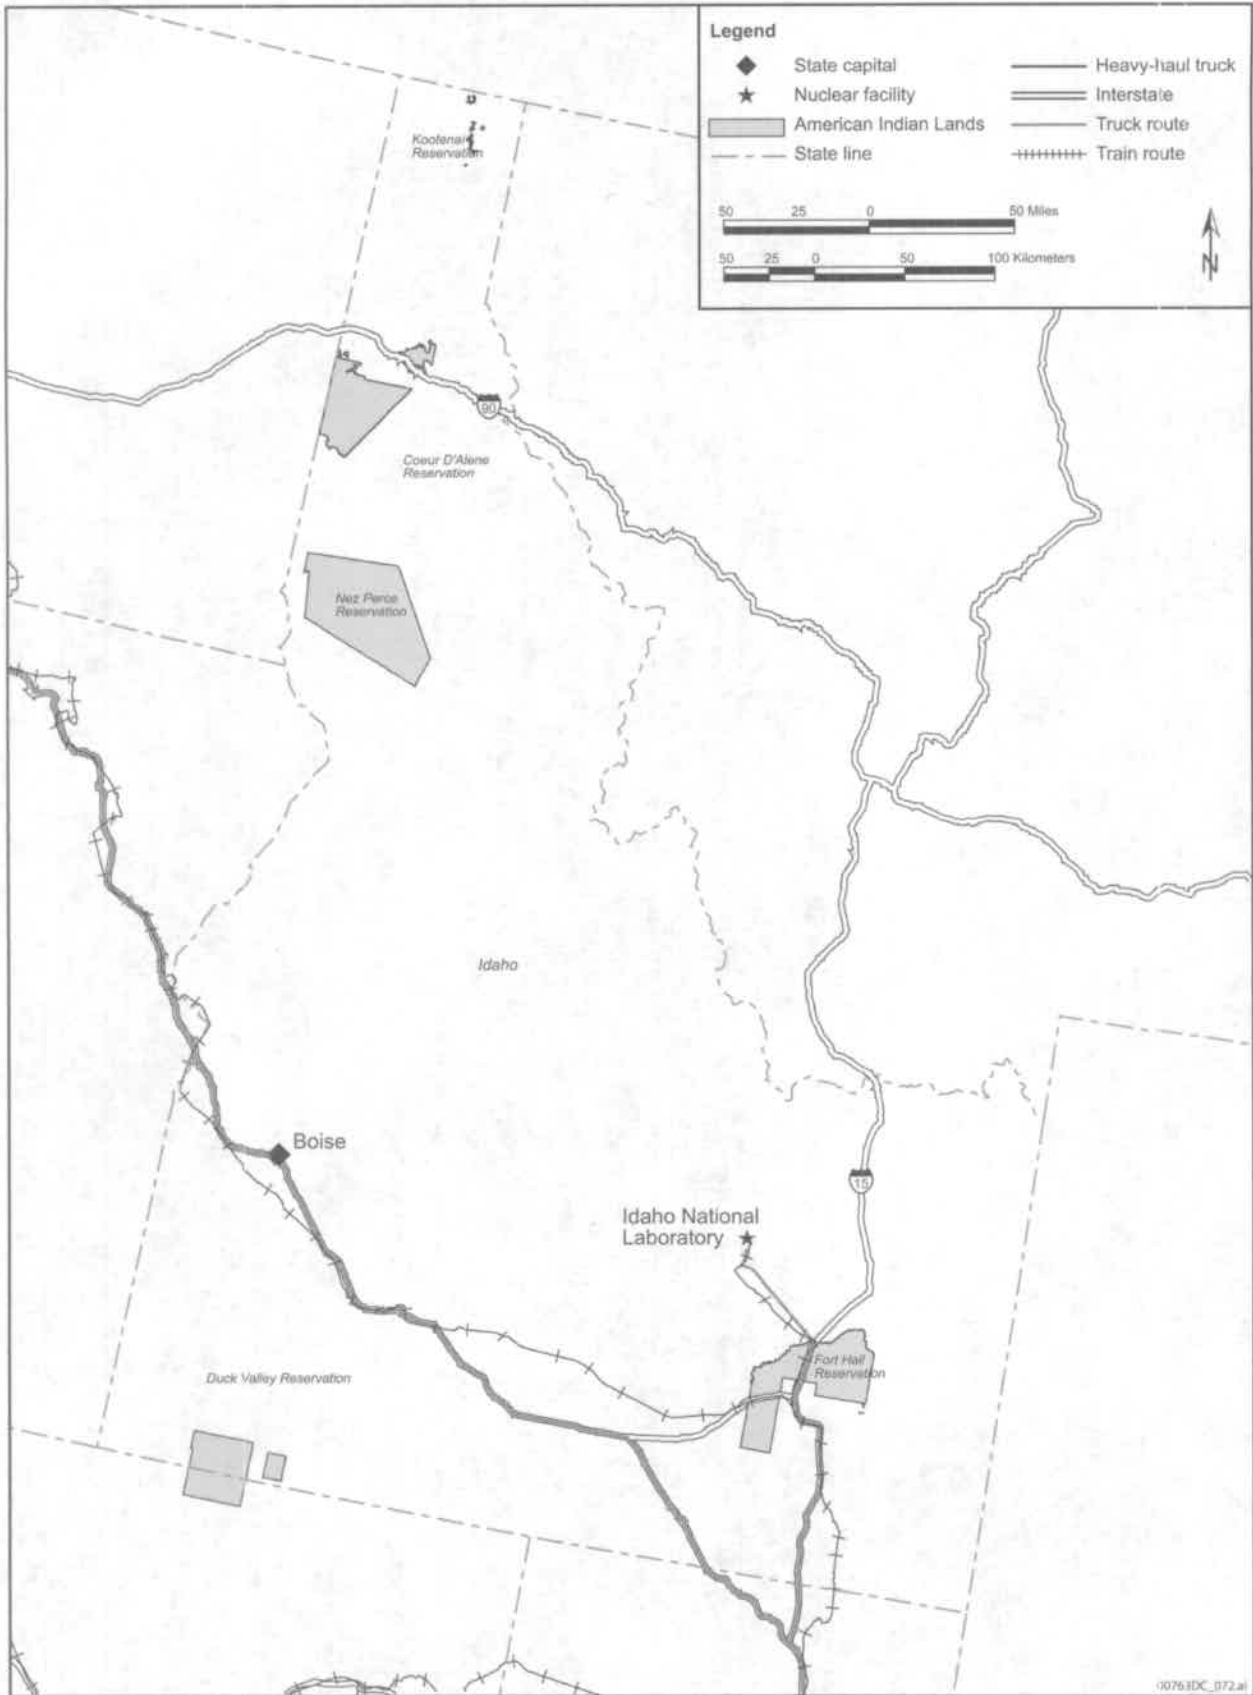 Legend
State capital
Nuclear facility
American Indian Lands
State line
Heavy-haul truck
Interstate
Truck route
Train route
50 25 0 50 Miles
50 25 0 50 100 Kilometers
N
Kootenai
Reservation
90
Coeur D'Alene
Reservation
Nez Perce
Reservation
Idaho
Boise
15
Idaho National
Laboratory
Fort Hall
Reservation
Duck Valley Reservation
00763DC_072.ai